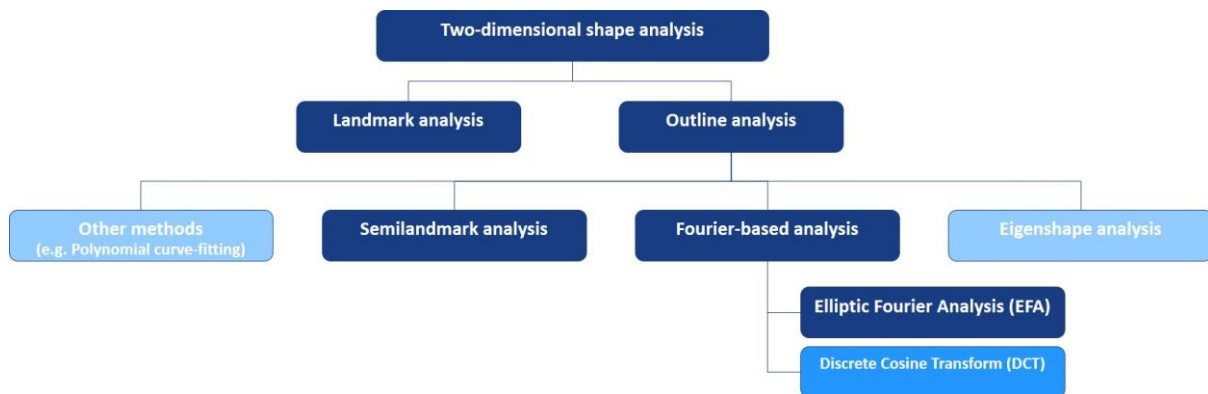 Two-dimensional shape analysis
Landmark analysis
Outline analysis
Other methods
(e.g. Polynomial curve-fitting)
Semilandmark analysis
Fourier-based analysis
Eigenshape analysis
Elliptic Fourier Analysis (EFA)
Discrete Cosine Transform (DCT)